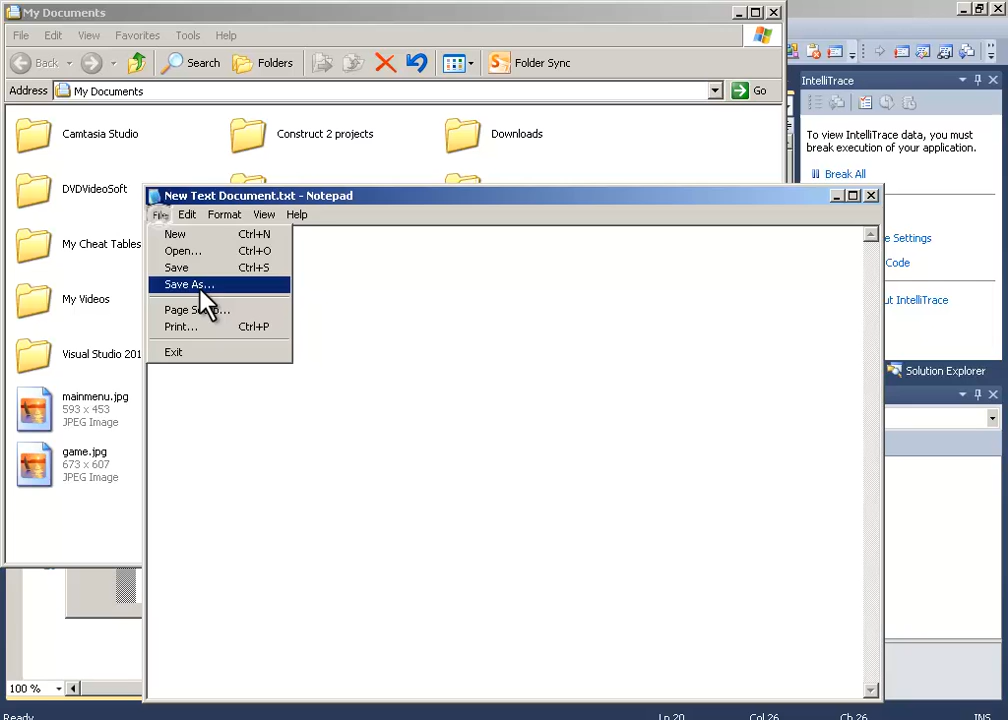 My Documents
File Edit View Favorites Tools Help
Back Search Folders Folder Sync
Address My Documents Go
Camtasia Studio Construct 2 projects Downloads
DVDVideoSoft
My Cheat Tables
My Videos
Visual Studio 201
mainmenu.jpg
593 x 453
JPEG Image
game.jpg
673 x 607
JPEG Image
New Text Document.txt - Notepad
File Edit Format View Help
New Ctrl+N
Open... Ctrl+O
Save Ctrl+S
Save As...
Page
Print... Ctrl+P
Exit
IntelliTrace
To view IntelliTrace data, you must
break execution of your application.
Break All
e Settings
Code
ut IntelliTrace
Solution Explorer
100 %
Ready Ln 20 Col 26 Ch 26 INS